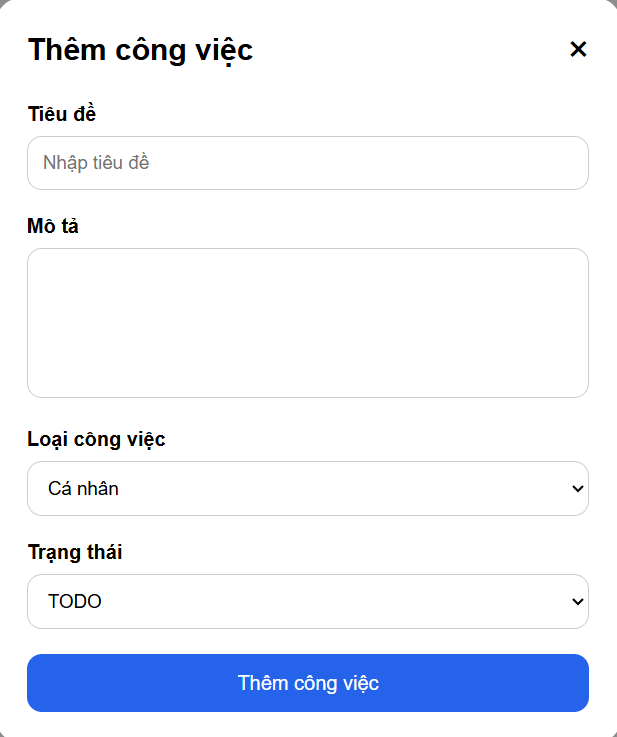 Thêm công việc ✕
Tiêu đề
Nhập tiêu đề
Mô tả
Loại công việc
Cá nhân
Trạng thái
TODO
Thêm công việc